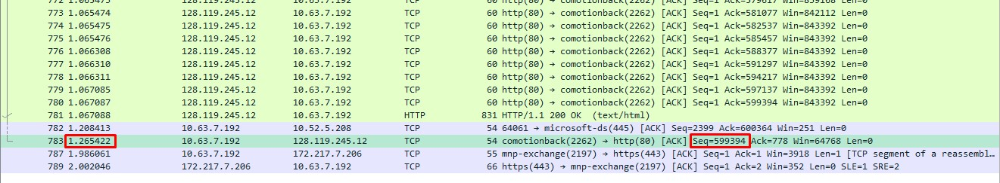 772 1.065473 128.119.245.12 10.63.7.192 TCP 60 http(80) → comotionback(2262) [ACK] Seq=1 Ack=579617 Win=839168 Len=0
773 1.065474 128.119.245.12 10.63.7.192 TCP 60 http(80) → comotionback(2262) [ACK] Seq=1 Ack=581077 Win=842112 Len=0
774 1.065475 128.119.245.12 10.63.7.192 TCP 60 http(80) → comotionback(2262) [ACK] Seq=1 Ack=582537 Win=843392 Len=0
775 1.065476 128.119.245.12 10.63.7.192 TCP 60 http(80) → comotionback(2262) [ACK] Seq=1 Ack=585457 Win=843392 Len=0
776 1.066308 128.119.245.12 10.63.7.192 TCP 60 http(80) → comotionback(2262) [ACK] Seq=1 Ack=588377 Win=843392 Len=0
777 1.066310 128.119.245.12 10.63.7.192 TCP 60 http(80) → comotionback(2262) [ACK] Seq=1 Ack=591297 Win=843392 Len=0
778 1.066311 128.119.245.12 10.63.7.192 TCP 60 http(80) → comotionback(2262) [ACK] Seq=1 Ack=594217 Win=843392 Len=0
779 1.067085 128.119.245.12 10.63.7.192 TCP 60 http(80) → comotionback(2262) [ACK] Seq=1 Ack=597137 Win=843392 Len=0
780 1.067087 128.119.245.12 10.63.7.192 TCP 60 http(80) → comotionback(2262) [ACK] Seq=1 Ack=599394 Win=843392 Len=0
781 1.067088 128.119.245.12 10.63.7.192 HTTP 831 HTTP/1.1 200 OK (text/html)
782 1.208413 10.63.7.192 10.52.5.208 TCP 54 64061 → microsoft-ds(445) [ACK] Seq=2399 Ack=600364 Win=251 Len=0
783 1.265422 10.63.7.192 128.119.245.12 TCP 54 comotionback(2262) → http(80) [ACK] Seq=599394 Ack=778 Win=64768 Len=0
787 1.986061 10.63.7.192 172.217.7.206 TCP 55 mnp-exchange(2197) → https(443) [ACK] Seq=1 Ack=1 Win=3918 Len=1 [TCP segment of a reassembl…
789 2.002046 172.217.7.206 10.63.7.192 TCP 66 https(443) → mnp-exchange(2197) [ACK] Seq=1 Ack=2 Win=352 Len=0 SLE=1 SRE=2